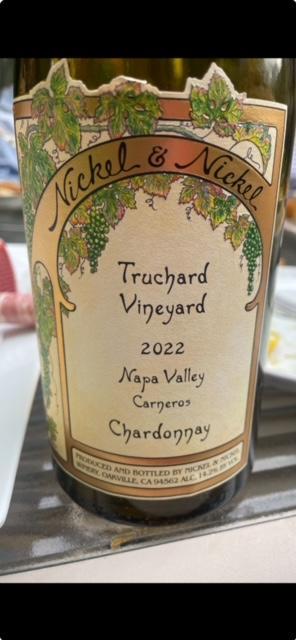 Nickel & Nickel
Truchard
Vineyard
2022
Napa Valley
Carneros
Chardonnay
PRODUCED AND BOTTLED BY NICKEL & NICKEL
WINERY, OAKVILLE, CA 94562 ALC. 14.2% BY VOL.